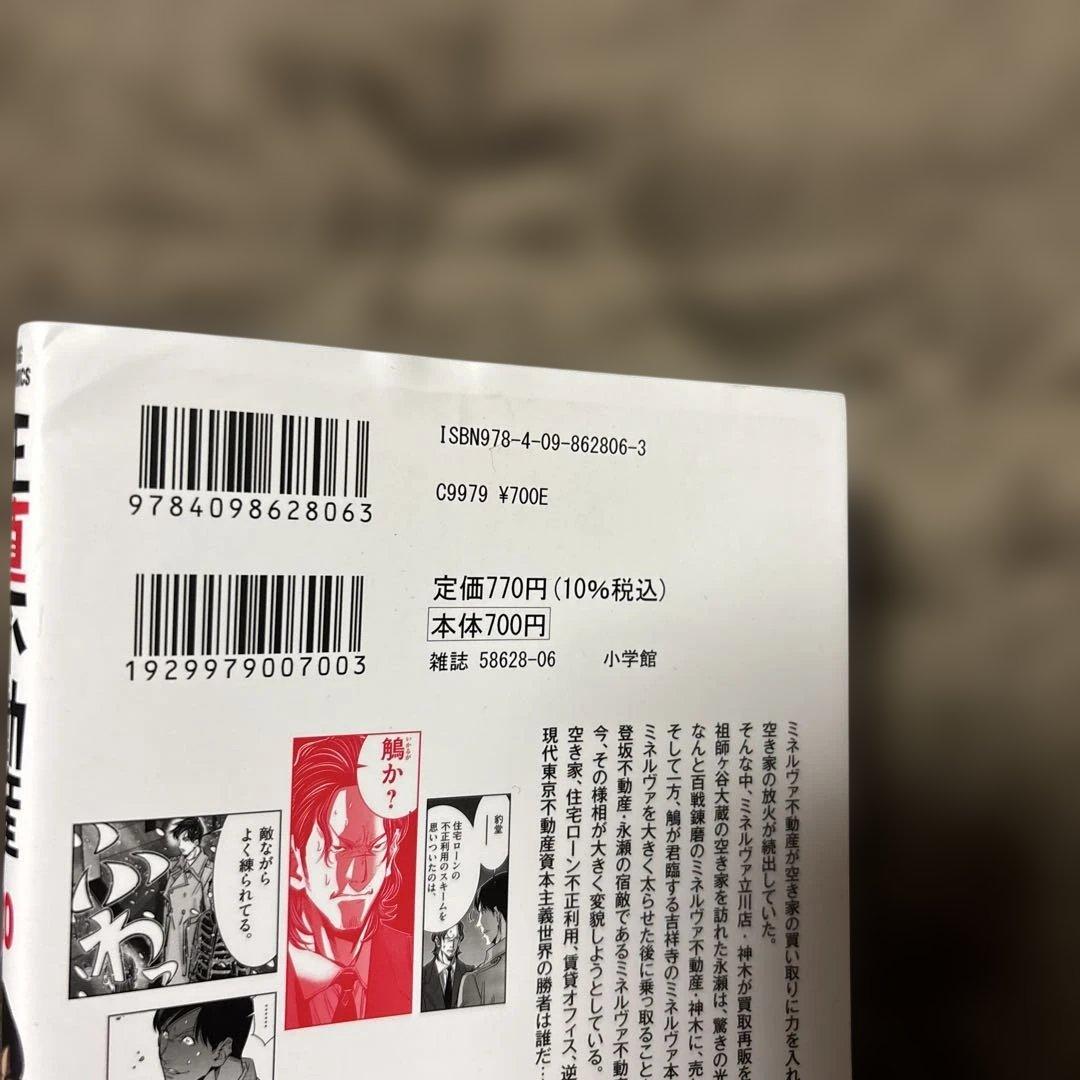 ISBN978-4-09-862806-3
C9979 ¥700E
9784098628063
定価770円(10%税込)
本体700円
雑誌 58628-06 小学館
1929979007003
ミネルヴァ不動産が空き家の買い取りに力を入れ
空き家の放火が続出していた。
そんな中、ミネルヴァ立川店・神木が買取再販を
祖師ヶ谷大蔵の空き家を訪れた永瀬は、驚きの光
なんと百戦錬磨のミネルヴァ不動産・神木に、売
そして一方、鵤が君臨する吉祥寺のミネルヴァ本
ミネルヴァを大きく太らせた後に乗っ取ること
登坂不動産・永瀬の宿敵であるミネルヴァ不動産
今、その様相が大きく変貌しようとしている。
空き家、住宅ローン不正利用、賃貸オフィス、逆
現代東京不動産資本主義世界の勝者は誰だ…
豹堂――
住宅ローンの
不正利用のスキームを
思いついたのは、
鵤か?
いかるが
敵ながら
よく練られてる。
ぶわっ
………